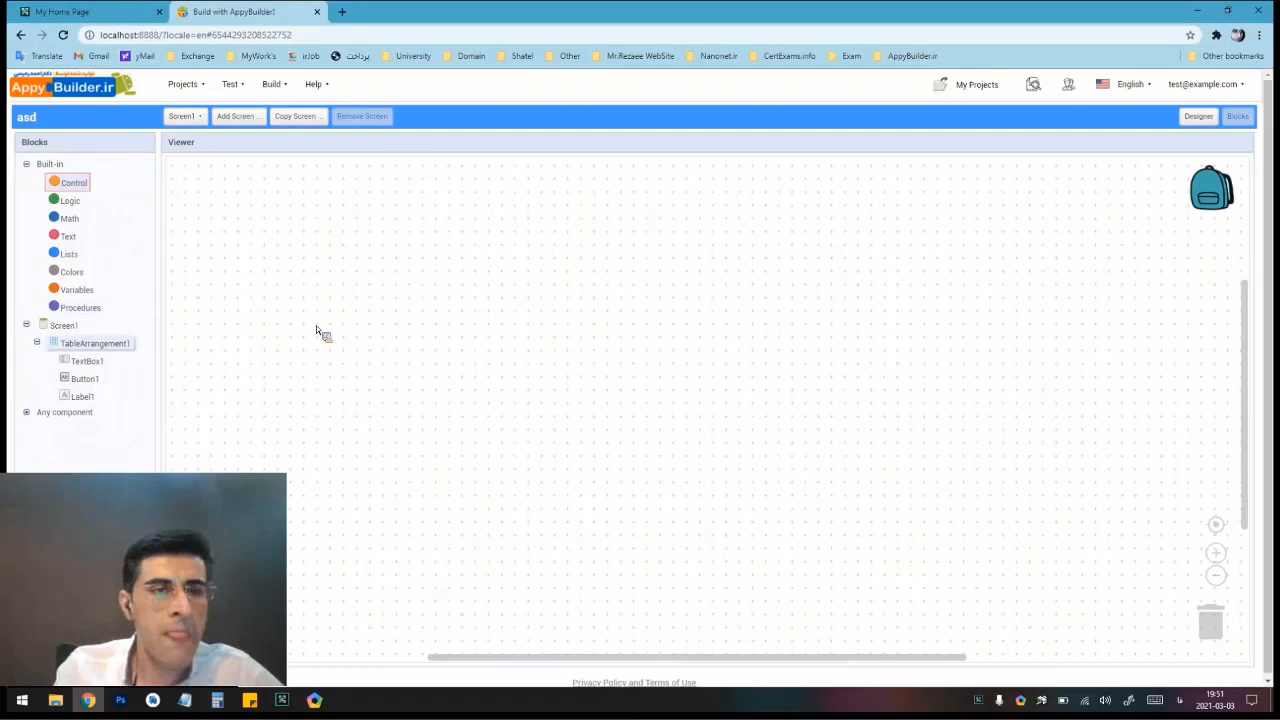 My Home Page
Build with AppyBuilder!
localhost:8888/?locale=en#6544293208522752
Translate
Gmail
yMail
Exchange
MyWork's
irJob
پرداخت
University
Domain
Shatel
Other
Mr.Rezaee WebSite
Nanonet.ir
CertExams.info
Exam
AppyBuilder.ir
Other bookmarks
AppyBuilder.ir
Projects
Test
Build
Help
My Projects
English
test@example.com
asd
Screen1
Add Screen ...
Copy Screen ...
Remove Screen
Designer
Blocks
Blocks
Viewer
Built-in
Control
Logic
Math
Text
Lists
Colors
Variables
Procedures
Screen1
TableArrangement1
TextBox1
Button1
Label1
Any component
Privacy Policy and Terms of Use
19:51
2021-03-03